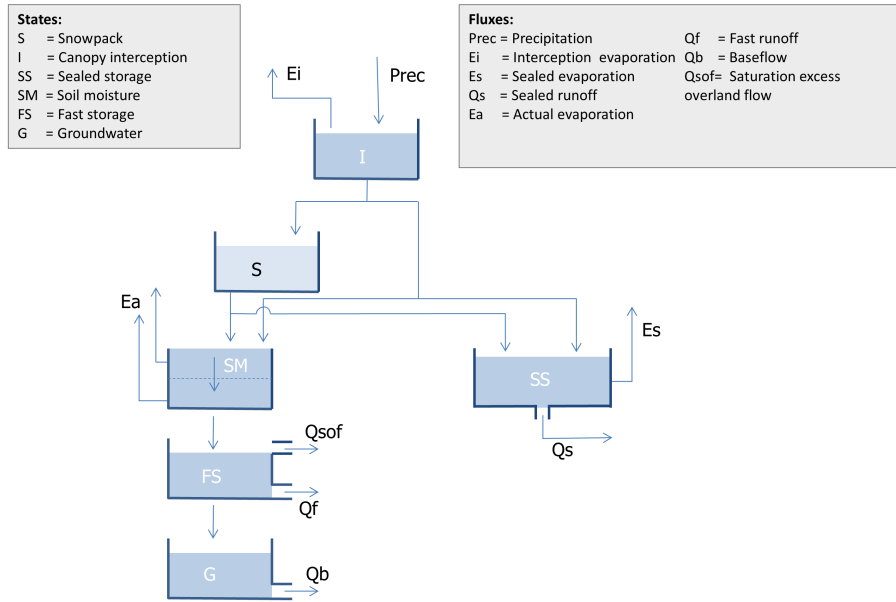 States:
S = Snowpack
I = Canopy interception
SS = Sealed storage
SM = Soil moisture
FS = Fast storage
G = Groundwater
Fluxes:
Prec = Precipitation Qf = Fast runoff
Ei = Interception evaporation Qb = Baseflow
Es = Sealed evaporation Qsof= Saturation excess
Qs = Sealed runoff overland flow
Ea = Actual evaporation
Ei
Prec
I
S
Ea
Es
SM
SS
Qsof
Qs
FS
Qf
G
Qb